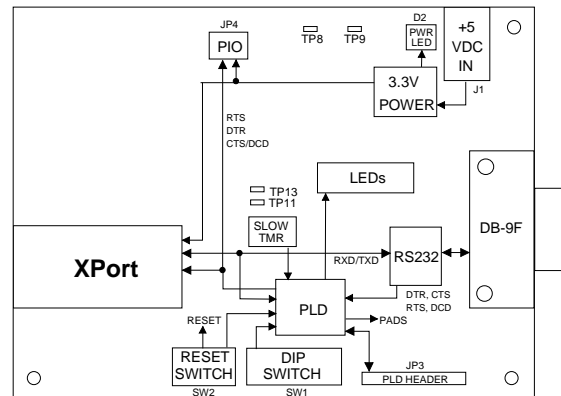 JP4
PIO
TP8
TP9
D2
PWR
LED
+5
VDC
IN
J1
3.3V
POWER
RTS
DTR
CTS/DCD
LEDs
TP13
TP11
SLOW
TMR
DB-9F
XPort
RXD/TXD
RS232
DTR, CTS
RTS, DCD
PLD
PADS
RESET
RESET
SWITCH
SW2
DIP
SWITCH
SW1
JP3
PLD HEADER